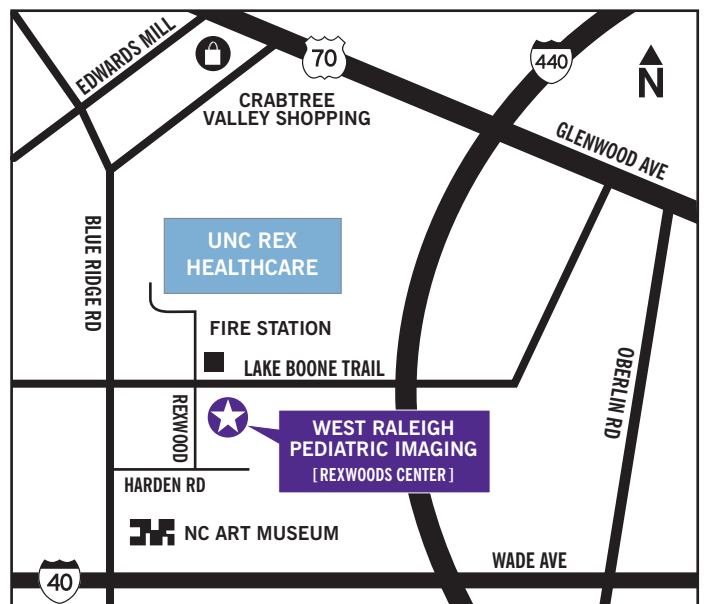 EDWARDS MILL
70
440
N
CRABTREE
VALLEY SHOPPING
GLENWOOD AVE
BLUE RIDGE RD
UNC REX
HEALTHCARE
FIRE STATION
LAKE BOONE TRAIL
OBERLIN RD
REXWOOD
WEST RALEIGH
PEDIATRIC IMAGING
[ REXWOODS CENTER ]
HARDEN RD
NC ART MUSEUM
WADE AVE
40